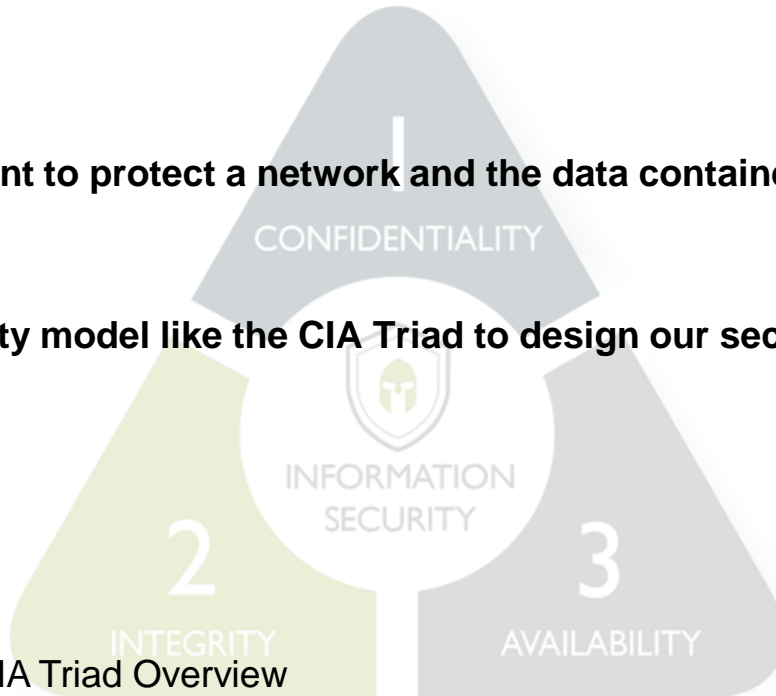 1
nt to protect a network and the data containe
CONFIDENTIALITY
ty model like the CIA Triad to design our sec
INFORMATION
SECURITY
2
3
INTEGRITY
AVAILABILITY
IA Triad Overview